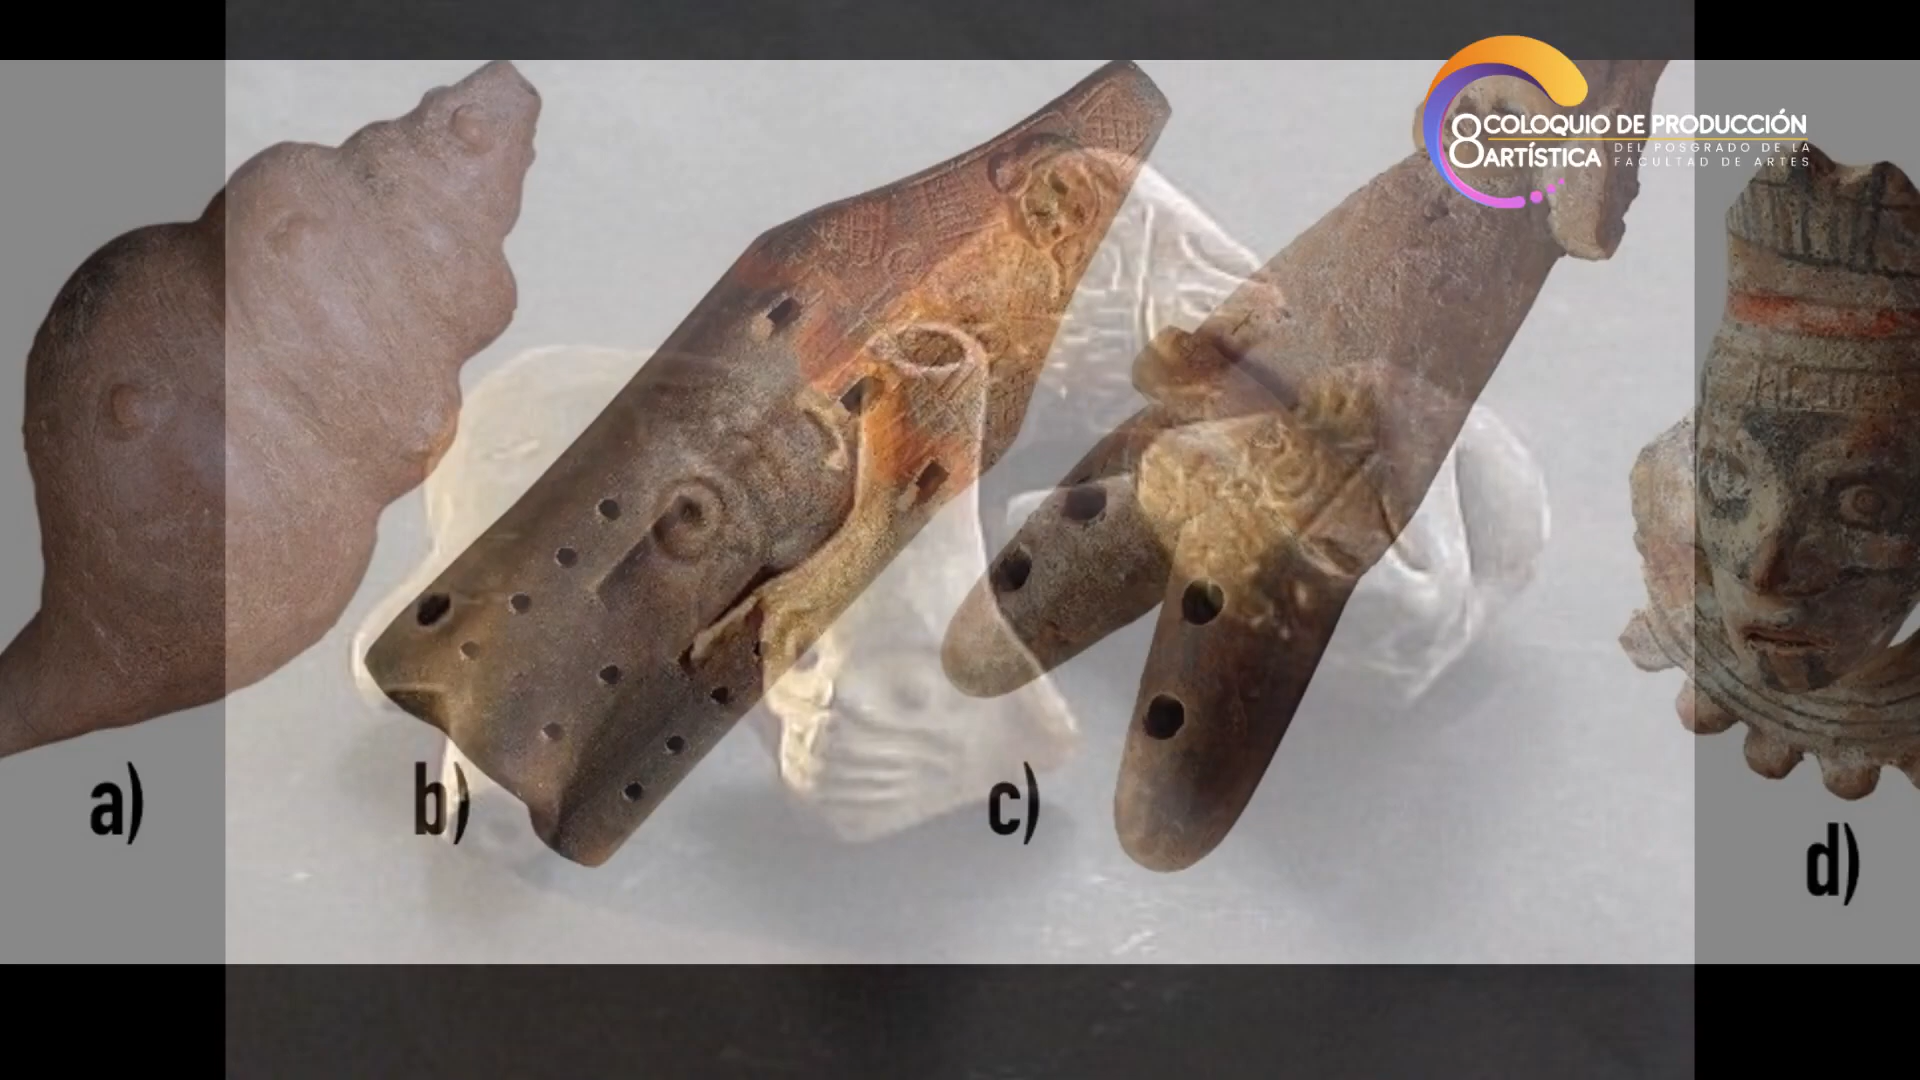 8 COLOQUIO DE PRODUCCIÓN
ARTÍSTICA DEL POSGRADO DE LA
FACULTAD DE ARTES
a)
b)
c)
d)